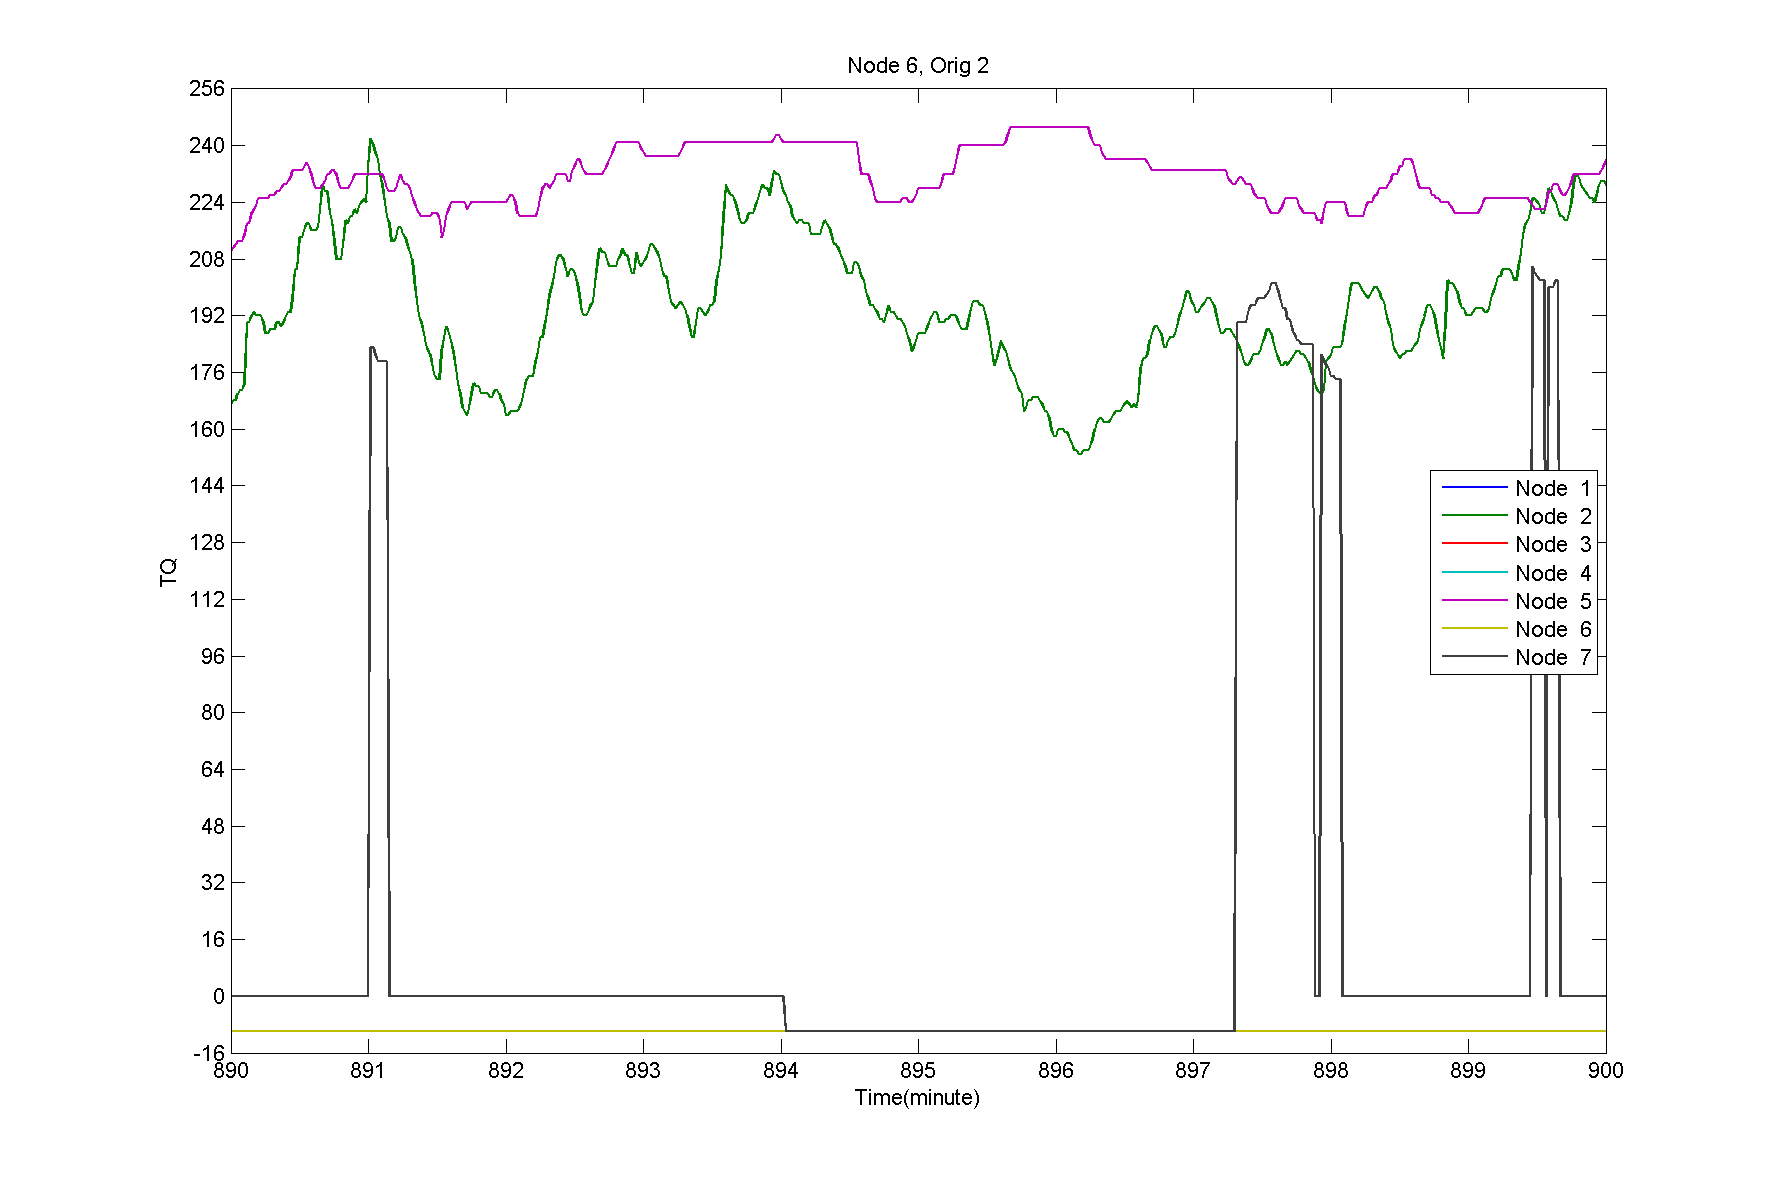 Node 6, Orig 2
256
240
224
208
192
176
160
144
128
112
96
80
64
48
32
16
0
-16
TQ
Node 1
Node 2
Node 3
Node 4
Node 5
Node 6
Node 7
890 891 892 893 894 895 896 897 898 899 900
Time(minute)